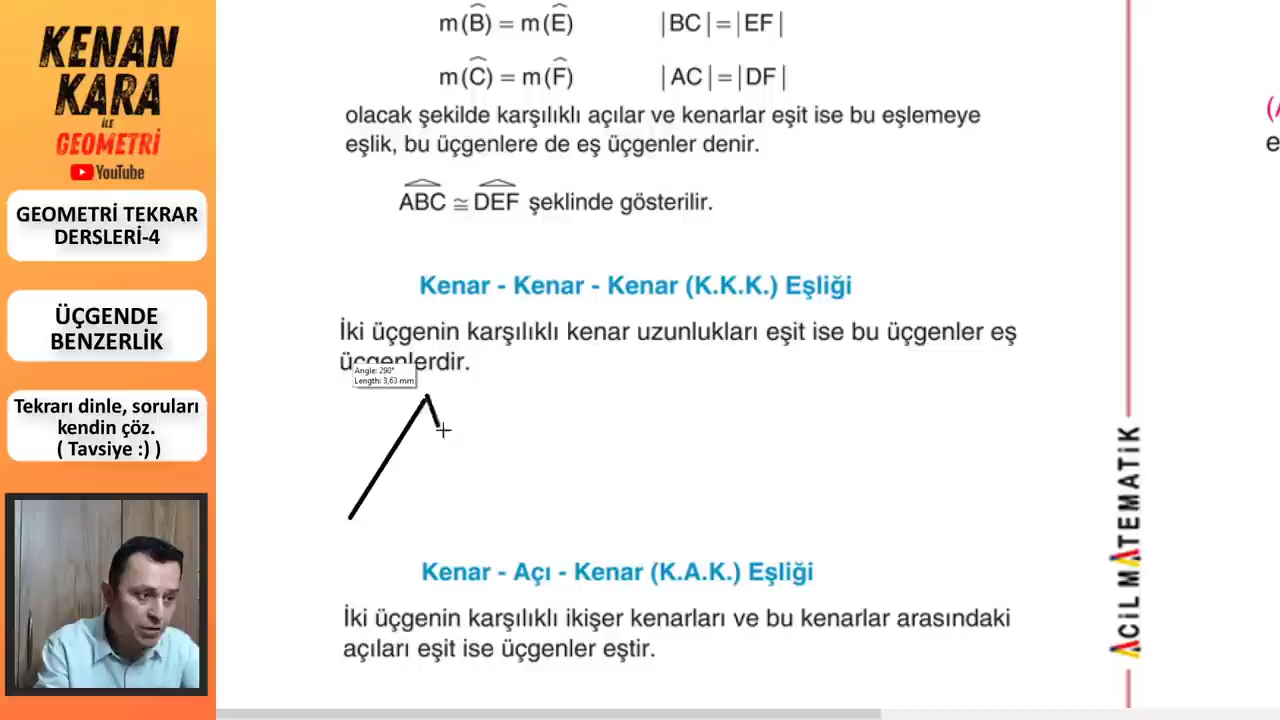 KENAN
KARA
İLE
GEOMETRİ
YouTube
GEOMETRİ TEKRAR
DERSLERİ-4
ÜÇGENDE
BENZERLİK
Tekrarı dinle, soruları
kendin çöz.
( Tavsiye :) )
m(B̂) = m(Ê) |BC| = |EF|
m(Ĉ) = m(F̂) |AC| = |DF|
olacak şekilde karşılıklı açılar ve kenarlar eşit ise bu eşlemeye
eşlik, bu üçgenlere de eş üçgenler denir.
ABC ≅ DEF şeklinde gösterilir.
Kenar - Kenar - Kenar (K.K.K.) Eşliği
İki üçgenin karşılıklı kenar uzunlukları eşit ise bu üçgenler eş
üçgenlerdir.
Angle: 290°
Length: 3,63 mm
Kenar - Açı - Kenar (K.A.K.) Eşliği
İki üçgenin karşılıklı ikişer kenarları ve bu kenarlar arasındaki
açıları eşit ise üçgenler eştir.
ACİL MATEMATİK